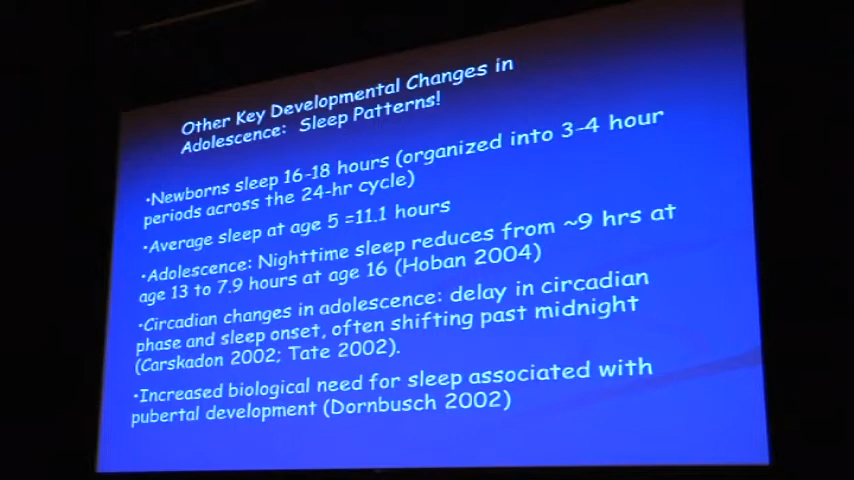 Other Key Developmental Changes in
Adolescence: Sleep Patterns!
•Newborns sleep 16-18 hours (organized into 3-4 hour
periods across the 24-hr cycle)
•Average sleep at age 5 =11.1 hours
•Adolescence: Nighttime sleep reduces from ~9 hrs at
age 13 to 7.9 hours at age 16 (Hoban 2004)
•Circadian changes in adolescence: delay in circadian
phase and sleep onset, often shifting past midnight
(Carskadon 2002; Tate 2002).
•Increased biological need for sleep associated with
pubertal development (Dornbusch 2002)